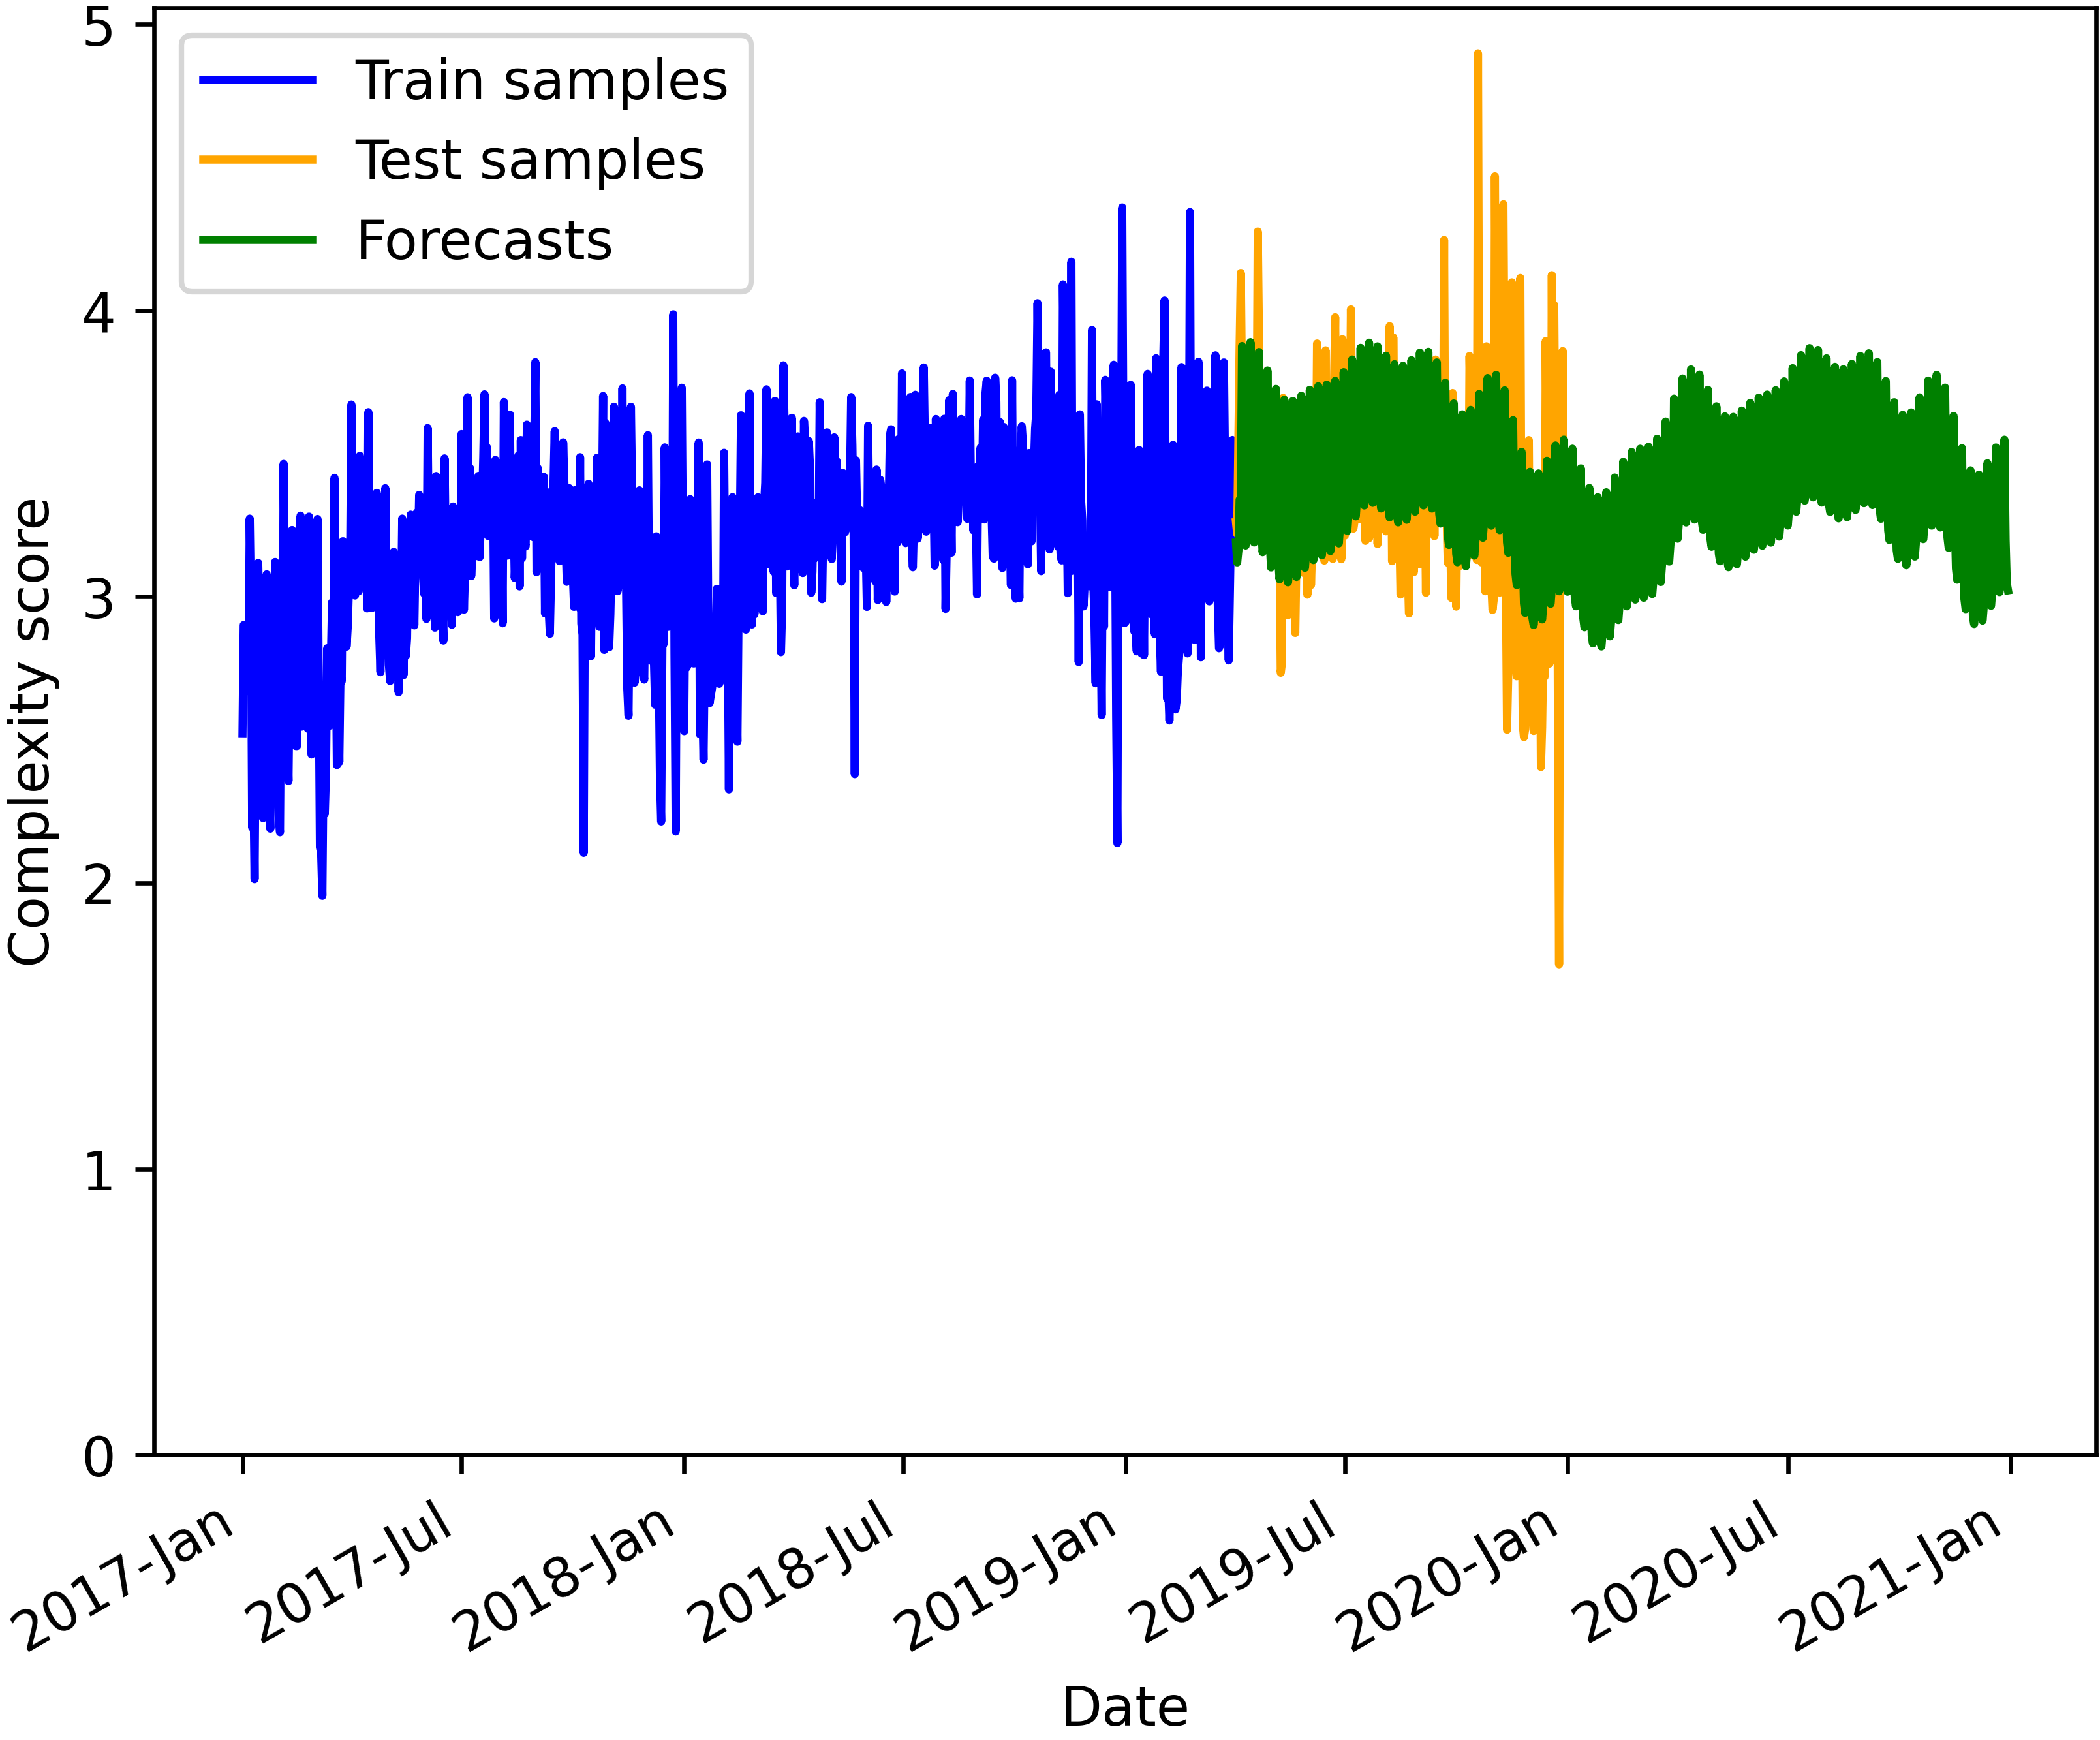 Train samples
Test samples
Forecasts
Complexity score
5
4
3
2
1
0
2017-Jan
2017-Jul
2018-Jan
2018-Jul
2019-Jan
2019-Jul
2020-Jan
2020-Jul
2021-Jan
Date